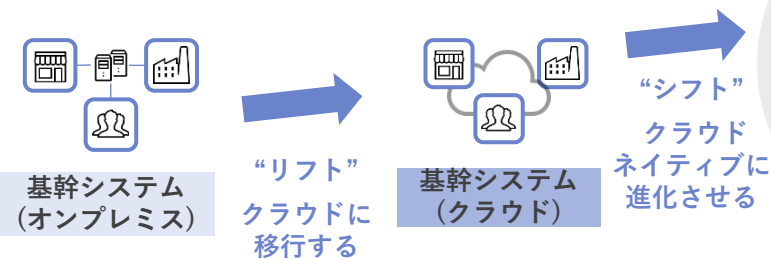 基幹システム
(オンプレミス)
“リフト”
クラウドに
移行する
基幹システム
(クラウド)
“シフト”
クラウド
ネイティブに
進化させる